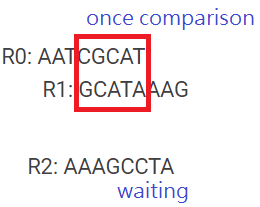 once comparison
R0: AATCGCAT
R1: GCATAAAG
R2: AAAGCCTA
waiting